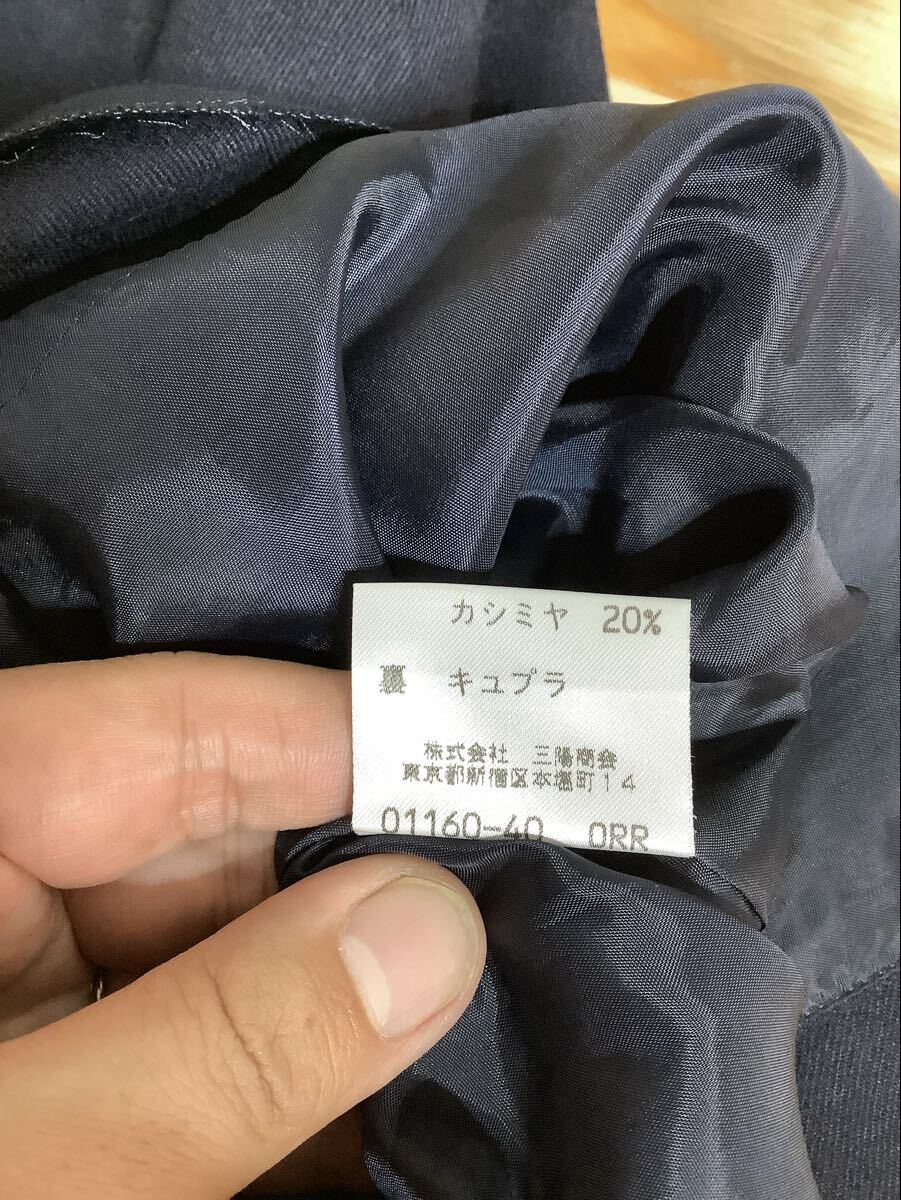 カシミヤ 20%
裏 キュプラ
株式会社 三陽商会
東京都新宿区本塩町14
01160-40 0RR